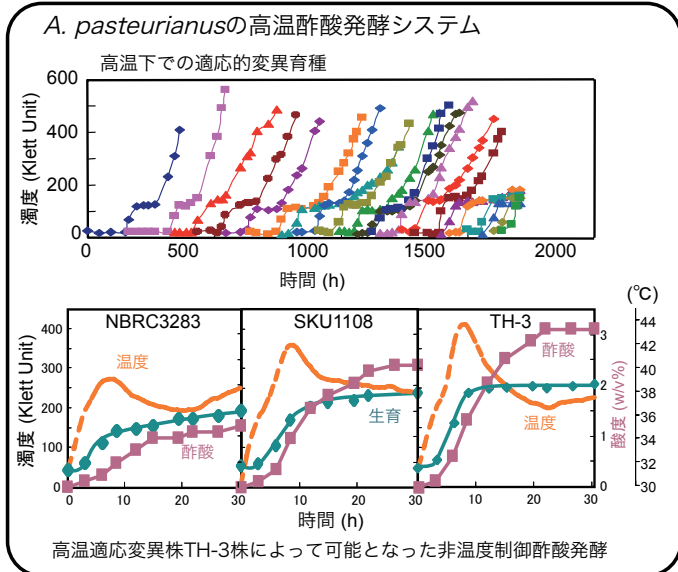 A. pasteurianusの高温酢酸発酵システム
高温下での適応的変異育種
濁度 (Klett Unit)
600
400
200
0
0 500 1000 1500 2000
時間 (h)
(℃)
NBRC3283 SKU1108 TH-3
濁度 (Klett Unit)
400
300
200
100
0
温度
酢酸
生育
酢酸
温度
3
2
1
0
酸度 (w/v%)
44
42
40
38
36
34
32
30
0 10 20 30 10 20 30 10 20 30
時間 (h)
高温適応変異株TH-3株によって可能となった非温度制御酢酸発酵